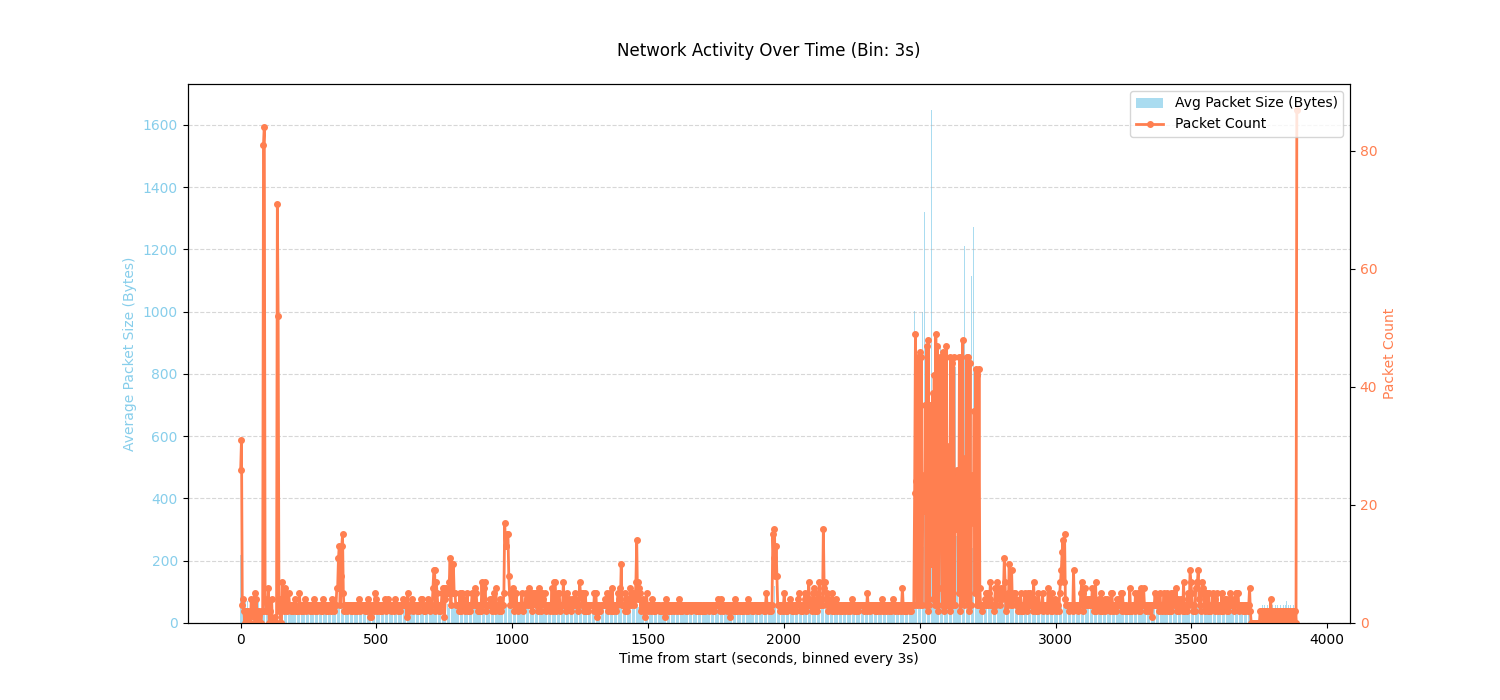 Network Activity Over Time (Bin: 3s)
Avg Packet Size (Bytes)
Packet Count
1600
1400
1200
1000
800
600
400
200
0
Average Packet Size (Bytes)
80
60
40
20
0
Packet Count
0 500 1000 1500 2000 2500 3000 3500 4000
Time from start (seconds, binned every 3s)